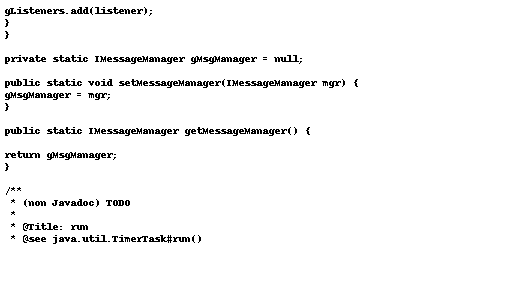 gListeners.add(listener);
}
}
private static IMessageManager gMsgManager = null;
public static void setMessageManager(IMessageManager mgr) {
gMsgManager = mgr;
}
public static IMessageManager getMessageManager() {
return gMsgManager;
}
/**
* (non Javadoc) TODO
*
* @Title: run
* @see java.util.TimerTask#run()